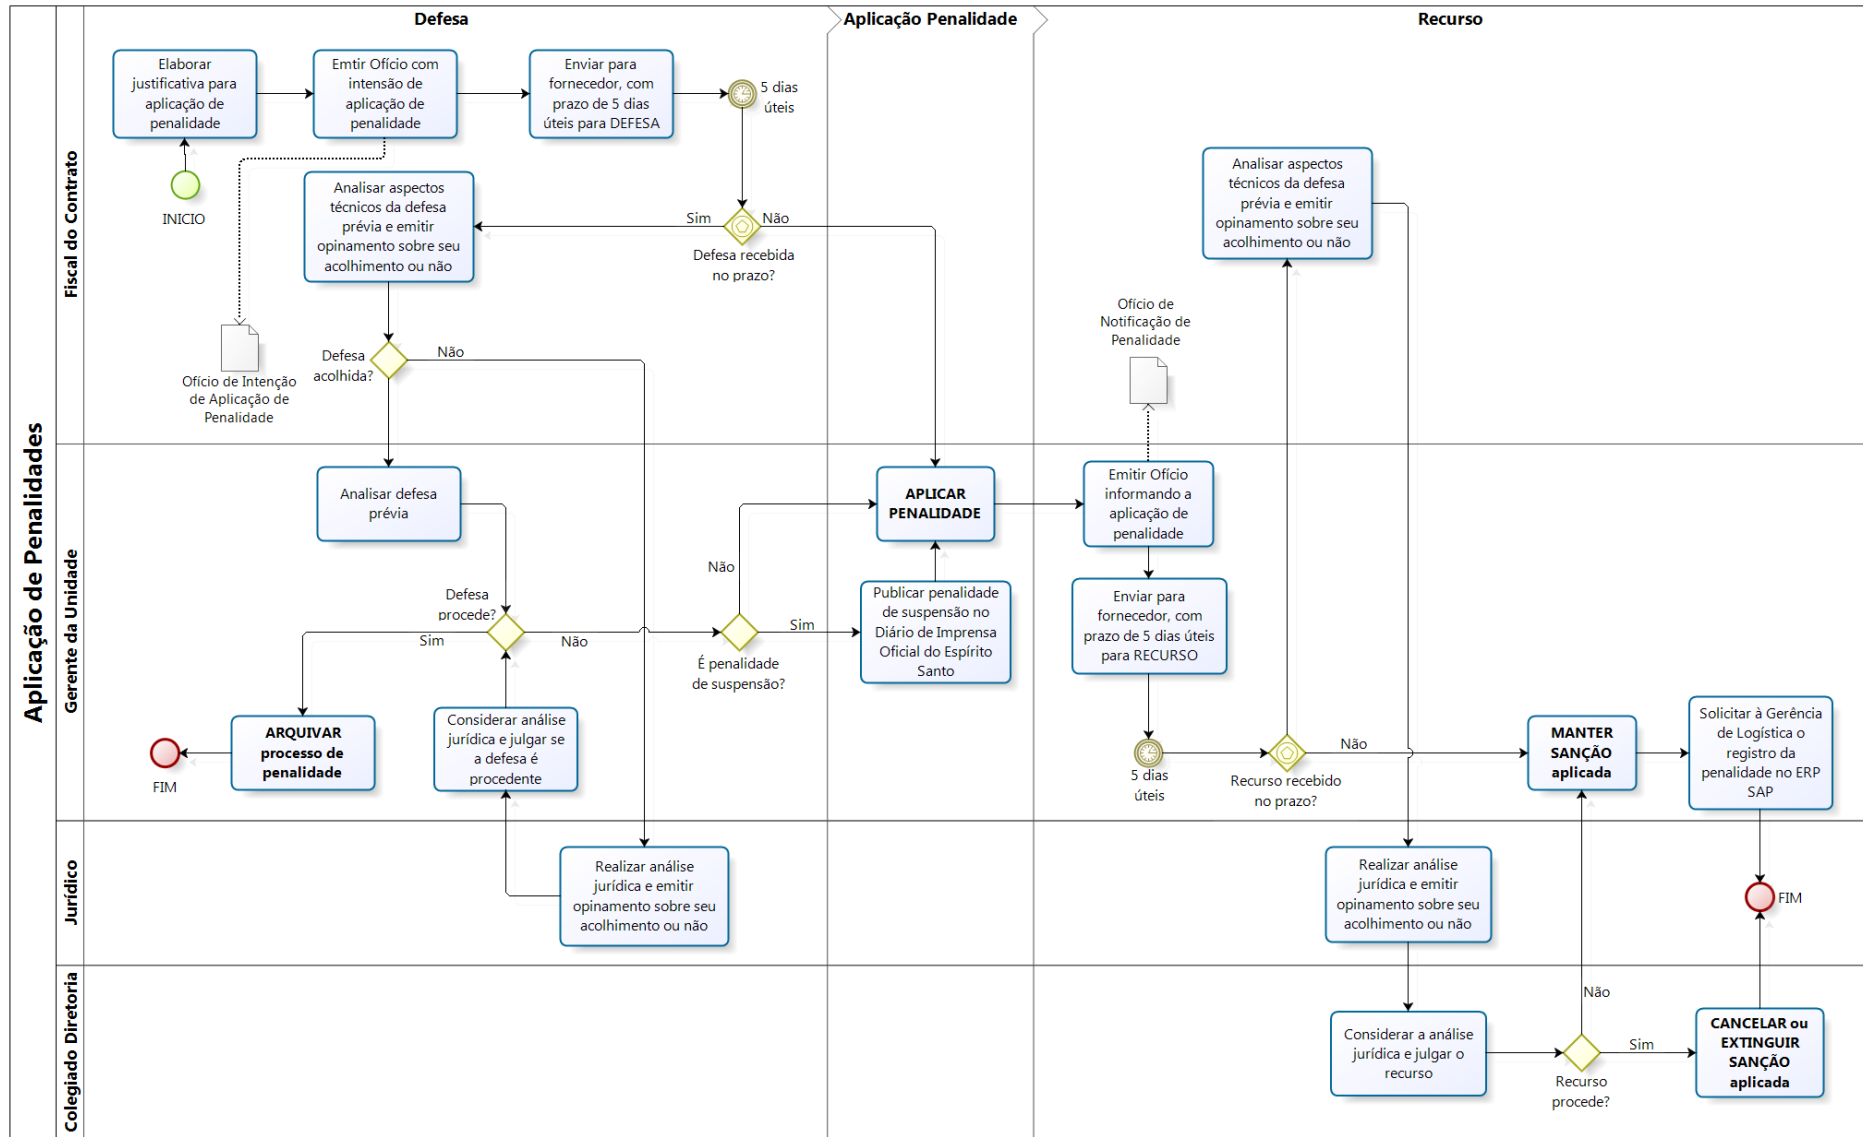 Aplicação de Penalidades
Defesa
Aplicação Penalidade
Recurso
Fiscal do Contrato
Elaborar
justificativa para
aplicação de
penalidade
Emtir Ofício com
intensão de
aplicação de
penalidade
Enviar para
fornecedor, com
prazo de 5 dias
úteis para DEFESA
5 dias
úteis
INICIO
Analisar aspectos
técnicos da defesa
prévia e emitir
opinamento sobre seu
acolhimento ou não
Sim
Não
Defesa recebida
no prazo?
Analisar aspectos
técnicos da defesa
prévia e emitir
opinamento sobre seu
acolhimento ou não
Ofício de
Notificação de
Penalidade
Defesa
acolhida?
Não
Ofício de Intenção
de Aplicação de
Penalidade
Gerente da Unidade
Analisar defesa
prévia
APLICAR
PENALIDADE
Emitir Ofício
informando a
aplicação de
penalidade
Defesa
procede?
Sim
Não
Não
Sim
É penalidade
de suspensão?
Publicar penalidade
de suspensão no
Diário de Imprensa
Oficial do Espírito
Santo
Enviar para
fornecedor, com
prazo de 5 dias úteis
para RECURSO
ARQUIVAR
processo de
penalidade
FIM
Considerar análise
jurídica e julgar se
a defesa é
procedente
5 dias
úteis
Recurso recebido
no prazo?
Não
MANTER
SANÇÃO
aplicada
Solicitar à Gerência
de Logística o
registro da
penalidade no ERP
SAP
Jurídico
Realizar análise
jurídica e emitir
opinamento sobre seu
acolhimento ou não
Realizar análise
jurídica e emitir
opinamento sobre seu
acolhimento ou não
FIM
Colegiado Diretoria
Considerar a análise
jurídica e julgar o
recurso
Não
Sim
Recurso
procede?
CANCELAR ou
EXTINGUIR
SANÇÃO
aplicada